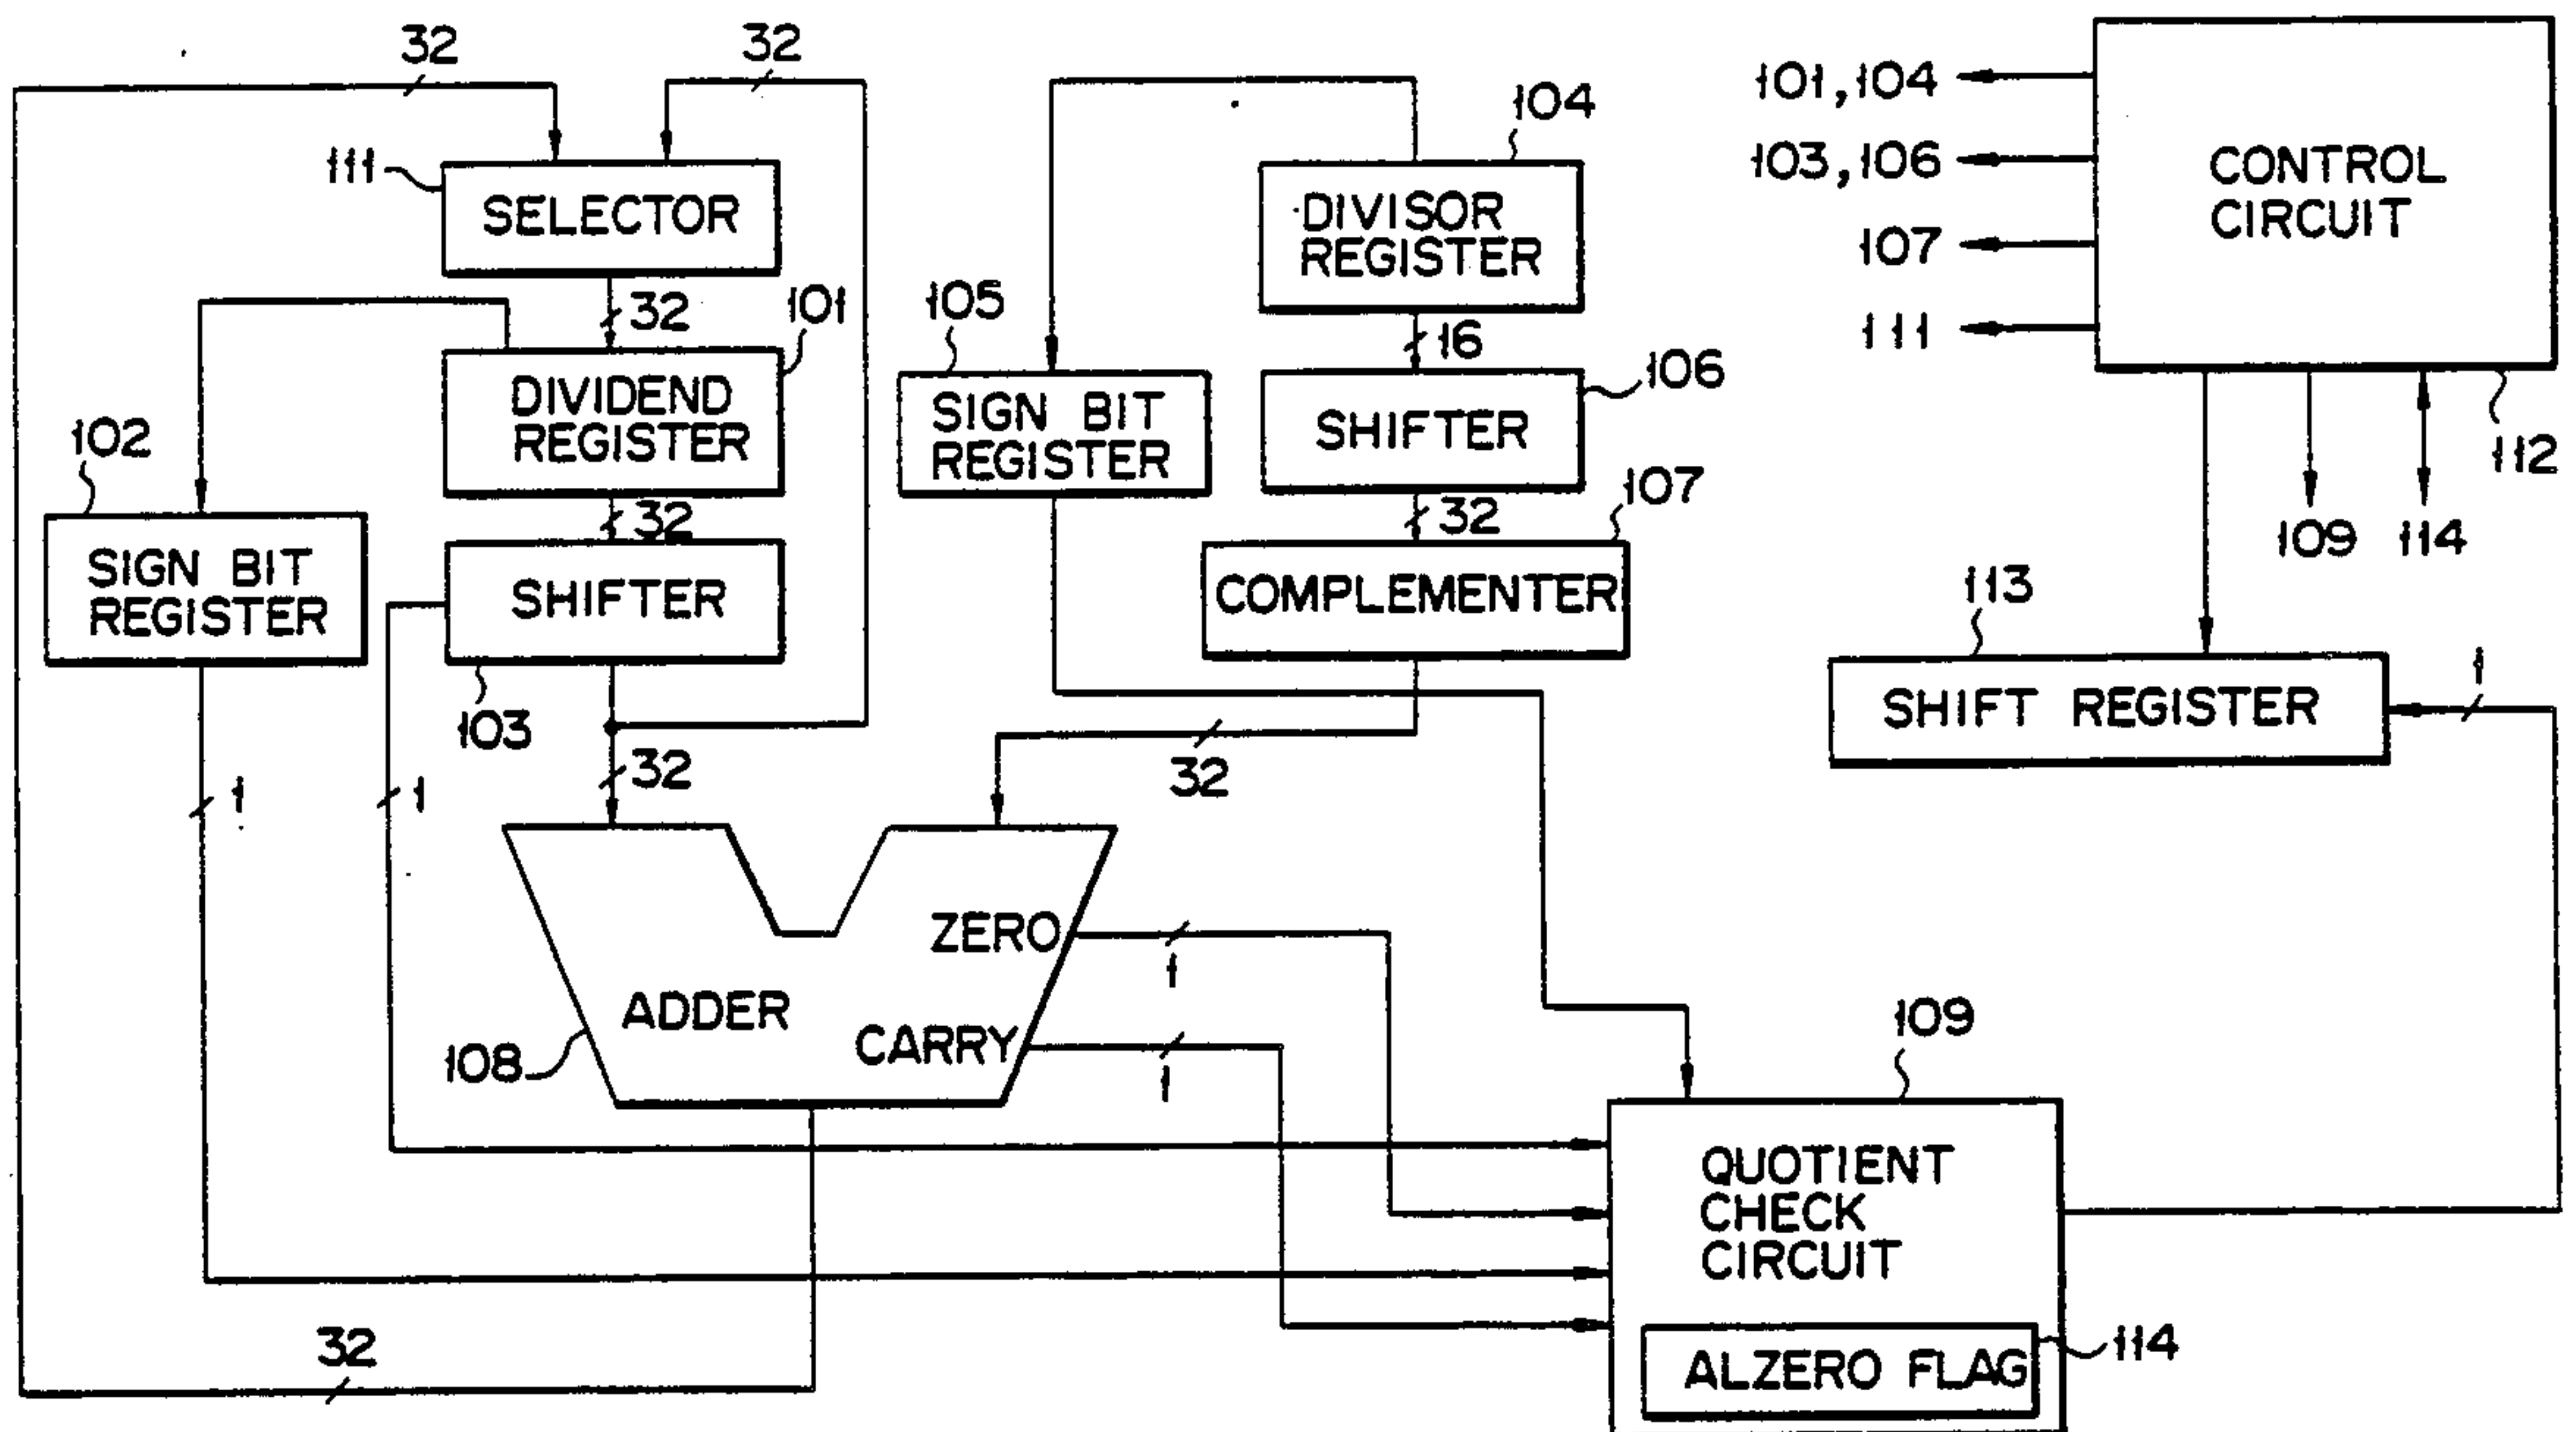 32
32
104
101,104
CONTROL
CIRCUIT
103,106
111
SELECTOR
DIVISOR
REGISTER
107
105
32
101
111
16
106
DIVIDEND
REGISTER
SIGN BIT
REGISTER
SHIFTER
102
112
107
32
32
109
114
SIGN BIT
REGISTER
SHIFTER
COMPLEMENTER
113
1
SHIFT REGISTER
103
32
32
1
1
ZERO
1
ADDER
109
CARRY
108
1
QUOTIENT
CHECK
CIRCUIT
32
114
ALZERO FLAG